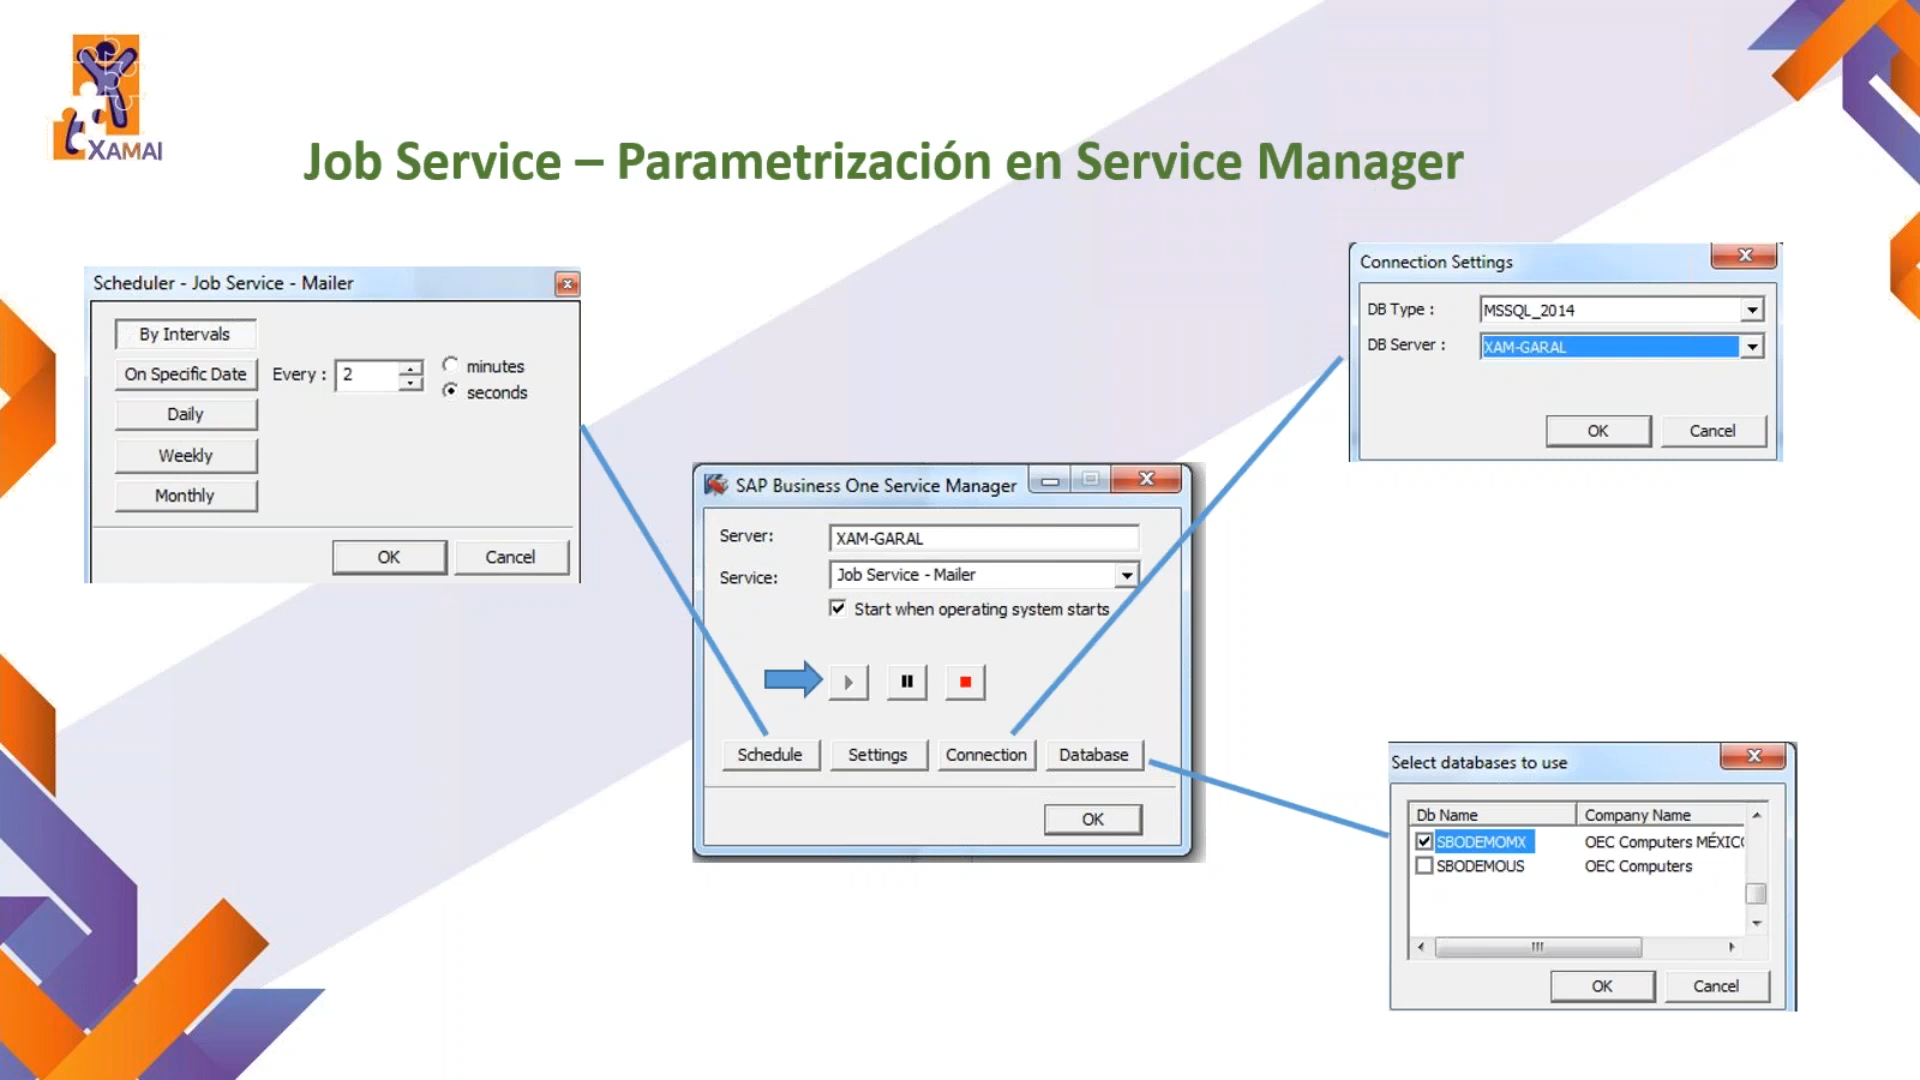 XAMAI
Job Service – Parametrización en Service Manager
Scheduler - Job Service - Mailer
By Intervals
On Specific Date
Daily
Weekly
Monthly
Every : 2
minutes
seconds
OK Cancel
Connection Settings
DB Type : MSSQL_2014
DB Server : XAM-GARAL
OK Cancel
SAP Business One Service Manager
Server: XAM-GARAL
Service: Job Service - Mailer
Start when operating system starts
Schedule Settings Connection Database
OK
Select databases to use
Db Name Company Name
SBODEMOMX OEC Computers MÉXIC
SBODEMOUS OEC Computers
OK Cancel